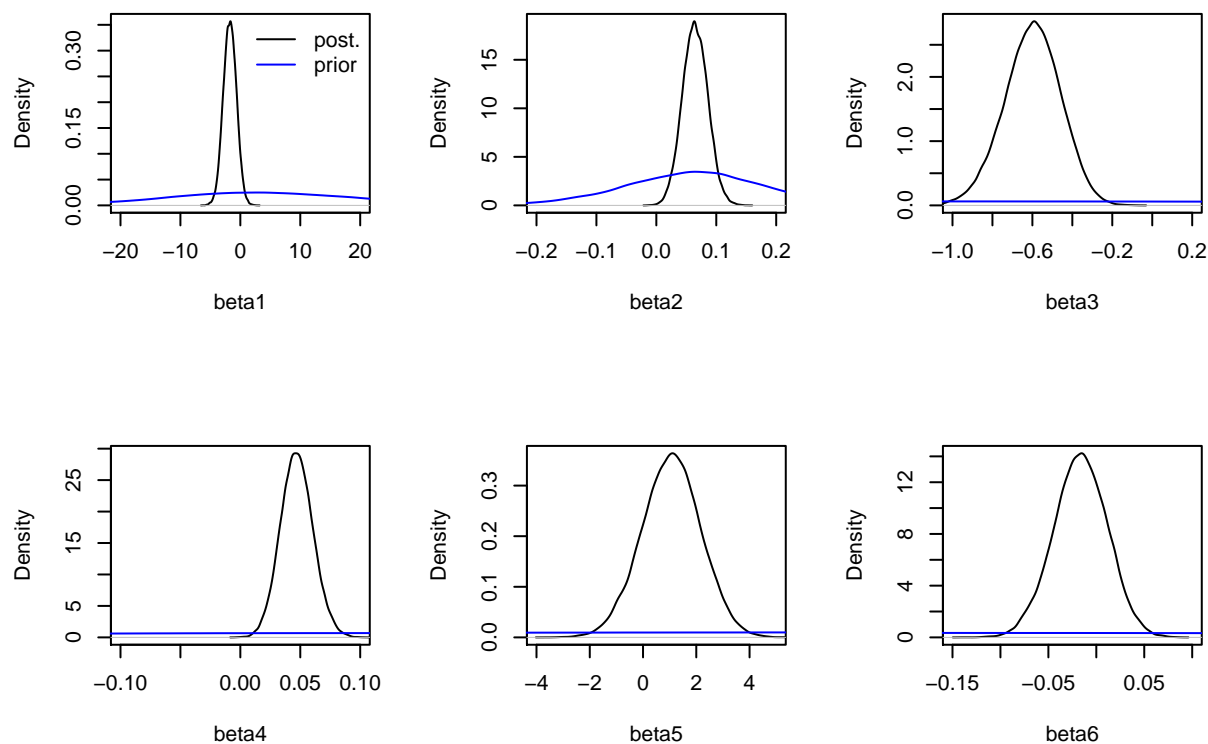 Density
0.00 0.15 0.30
post.
prior
−20 −10 0 10 20
beta1
Density
0 5 10 15
−0.2 −0.1 0.0 0.1 0.2
beta2
Density
0.0 1.0 2.0
−1.0 −0.6 −0.2 0.2
beta3
Density
0 5 15 25
−0.10 0.00 0.05 0.10
beta4
Density
0.0 0.1 0.2 0.3
−4 −2 0 2 4
beta5
Density
0 4 8 12
−0.15 −0.05 0.05
beta6